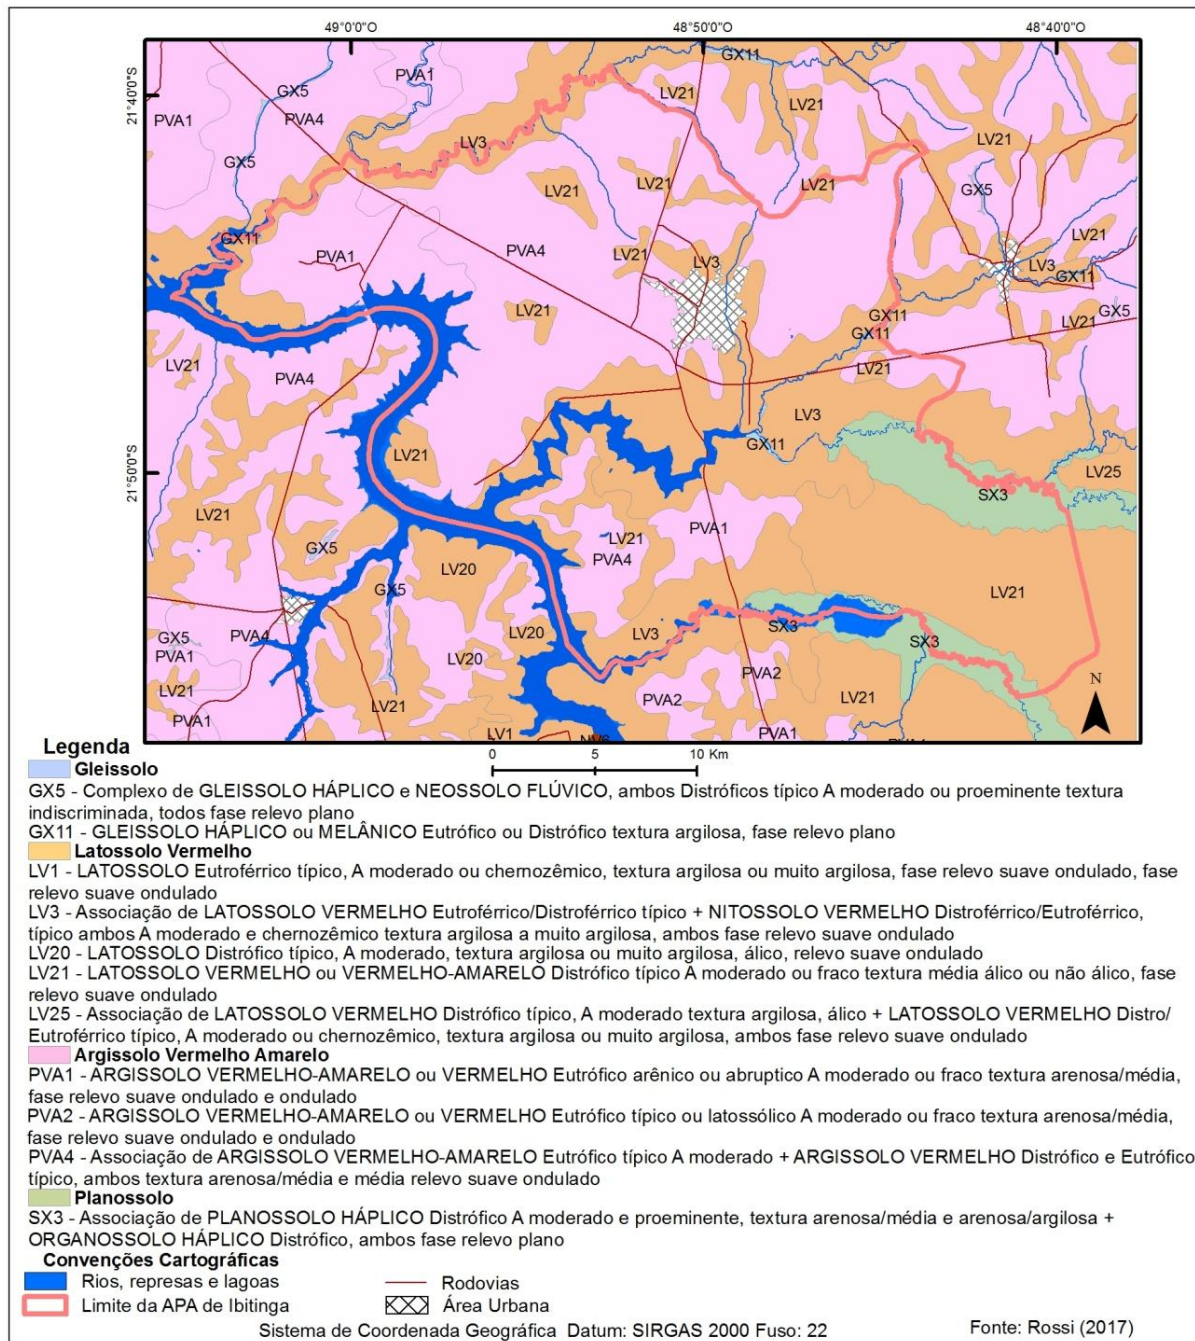 49°0'0"O 48°50'0"O 48°40'0"O
21°40'0"S
21°50'0"S
PVA1
GX5
PVA4
PVA1
GX5
GX11
LV3
LV21
GX11
LV21
LV21
LV21
LV21
LV21
GX5
LV21
GX11
PVA1
PVA4
LV21
LV3
LV3
GX11
GX5
LV21
LV21
GX11
GX11
LV21
LV21
PVA4
LV21
LV3
GX11
LV25
SX3
LV21
GX5
LV20
LV21
PVA4
PVA1
LV21
GX5
PVA4
GX5
PVA1
LV20
LV20
LV3
SX3
SX3
LV21
PVA1
LV21
LV1
PVA2
PVA2
PVA1
LV21
N
0 5 10 Km
Legenda
Gleissolo
GX5 - Complexo de GLEISSOLO HÁPLICO e NEOSSOLO FLÚVICO, ambos Distróficos típico A moderado ou proeminente textura
indiscriminada, todos fase relevo plano
GX11 - GLEISSOLO HÁPLICO ou MELÂNICO Eutrófico ou Distrófico textura argilosa, fase relevo plano
Latossolo Vermelho
LV1 - LATOSSOLO Eutroférrico típico, A moderado ou chernozêmico, textura argilosa ou muito argilosa, fase relevo suave ondulado, fase
relevo suave ondulado
LV3 - Associação de LATOSSOLO VERMELHO Eutroférrico/Distroférrico típico + NITOSSOLO VERMELHO Distroférrico/Eutroférrico,
típico ambos A moderado e chernozêmico textura argilosa a muito argilosa, ambos fase relevo suave ondulado
LV20 - LATOSSOLO Distrófico típico, A moderado, textura argilosa ou muito argilosa, álico, relevo suave ondulado
LV21 - LATOSSOLO VERMELHO ou VERMELHO-AMARELO Distrófico típico A moderado ou fraco textura média álico ou não álico, fase
relevo suave ondulado
LV25 - Associação de LATOSSOLO VERMELHO Distrófico típico, A moderado textura argilosa, álico + LATOSSOLO VERMELHO Distro/
Eutroférrico típico, A moderado ou chernozêmico, textura argilosa ou muito argilosa, ambos fase relevo suave ondulado
Argissolo Vermelho Amarelo
PVA1 - ARGISSOLO VERMELHO-AMARELO ou VERMELHO Eutrófico arênico ou abruptico A moderado ou fraco textura arenosa/média,
fase relevo suave ondulado e ondulado
PVA2 - ARGISSOLO VERMELHO-AMARELO ou VERMELHO Eutrófico típico ou latossólico A moderado ou fraco textura arenosa/média,
fase relevo suave ondulado e ondulado
PVA4 - Associação de ARGISSOLO VERMELHO-AMARELO Eutrófico típico A moderado + ARGISSOLO VERMELHO Distrófico e Eutrófico
típico, ambos textura arenosa/média e média relevo suave ondulado
Planossolo
SX3 - Associação de PLANOSSOLO HÁPLICO Distrófico A moderado e proeminente, textura arenosa/média e arenosa/argilosa +
ORGANOSSOLO HÁPLICO Distrófico, ambos fase relevo plano
Convenções Cartográficas
Rios, represas e lagoas Rodovias
Limite da APA de Ibitinga Área Urbana
Sistema de Coordenada Geográfica Datum: SIRGAS 2000 Fuso: 22 Fonte: Rossi (2017)